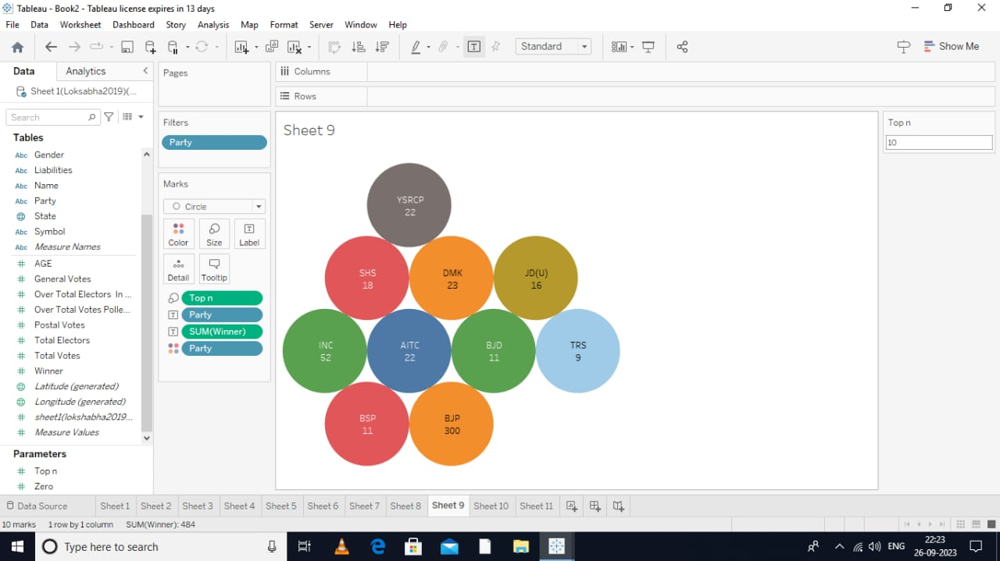 Tableau - Book2 - Tableau license expires in 13 days
File Data Worksheet Dashboard Story Analysis Map Format Server Window Help
Standard
Show Me
Data Analytics
Sheet 1(Loksabha2019)(...
Search
Tables
Abc Gender
Abc Liabilities
Abc Name
Abc Party
State
Abc Symbol
Abc Measure Names
# AGE
# General Votes
# Over Total Electors In ...
# Over Total Votes Polle...
# Postal Votes
# Total Electors
# Total Votes
# Winner
Latitude (generated)
Longitude (generated)
# sheet1(lokshabha2019...
# Measure Values
Parameters
# Top n
# Zero
Pages
Filters
Party
Marks
Circle
Color Size Label
Detail Tooltip
Top n
Party
SUM(Winner)
Party
Columns
Rows
Sheet 9
YSRCP
22
SHS
18
DMK
23
JD(U)
16
INC
52
AITC
22
BJD
11
TRS
9
BSP
11
BJP
300
Top n
10
Data Source Sheet 1 Sheet 2 Sheet 3 Sheet 4 Sheet 5 Sheet 6 Sheet 7 Sheet 8 Sheet 9 Sheet 10 Sheet 11
10 marks 1 row by 1 column SUM(Winner): 484
Type here to search
ENG
22:23
26-09-2023